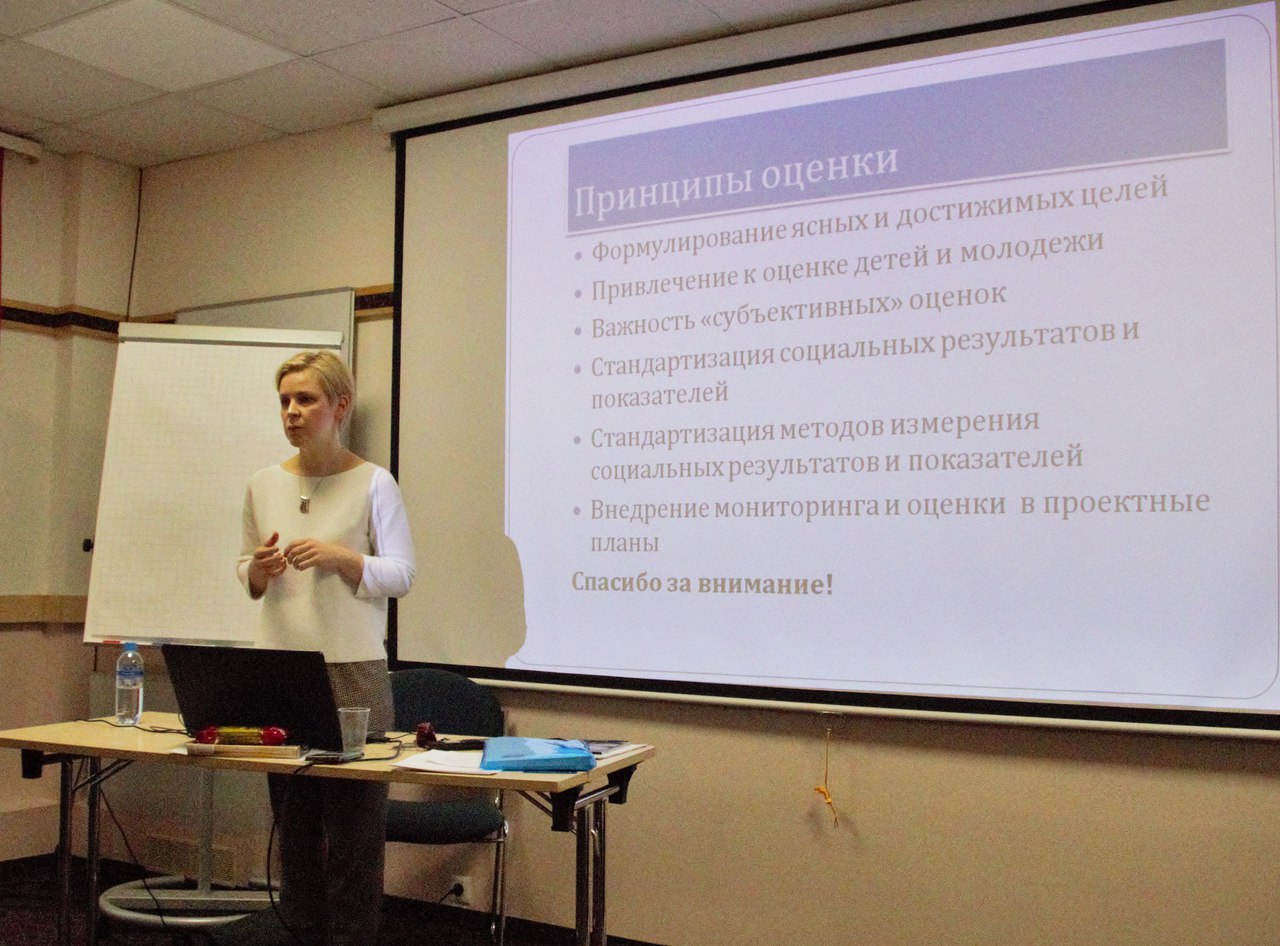 Принципы оценки
• Формулирование ясных и достижимых целей
• Привлечение к оценке детей и молодежи
• Важность «субъективных» оценок
• Стандартизация социальных результатов и
показателей
• Стандартизация методов измерения
социальных результатов и показателей
• Внедрение мониторинга и оценки в проектные
планы
Спасибо за внимание!